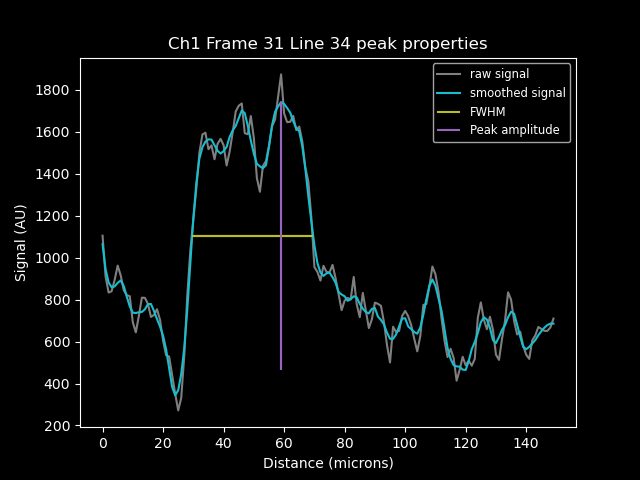 Ch1 Frame 31 Line 34 peak properties
raw signal
smoothed signal
FWHM
Peak amplitude
Signal (AU)
1800
1600
1400
1200
1000
800
600
400
200
0 20 40 60 80 100 120 140
Distance (microns)